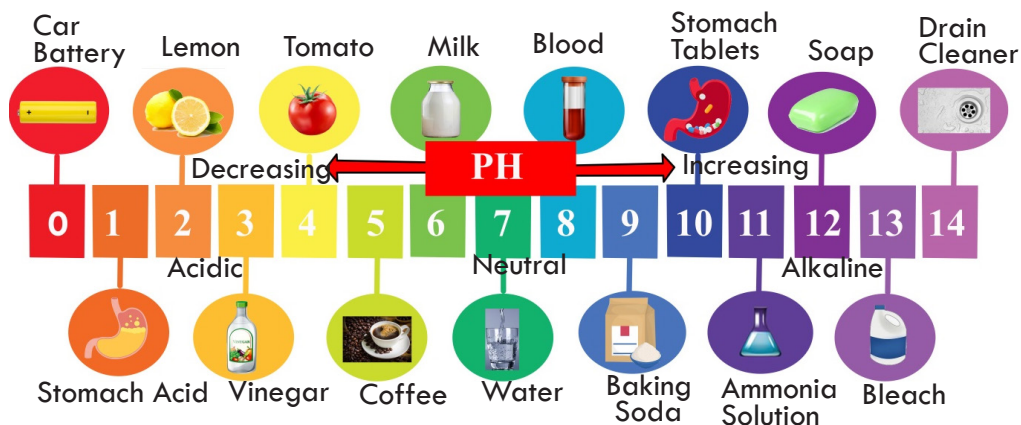 Car
Battery
Lemon
Tomato
Milk
Blood
Stomach
Tablets
Soap
Drain
Cleaner
Decreasing
PH
Increasing
0 1 2 3 4 5 6 7 8 9 10 11 12 13 14
Acidic
Neutral
Alkaline
Stomach Acid
Vinegar
Coffee
Water
Baking
Soda
Ammonia
Solution
Bleach